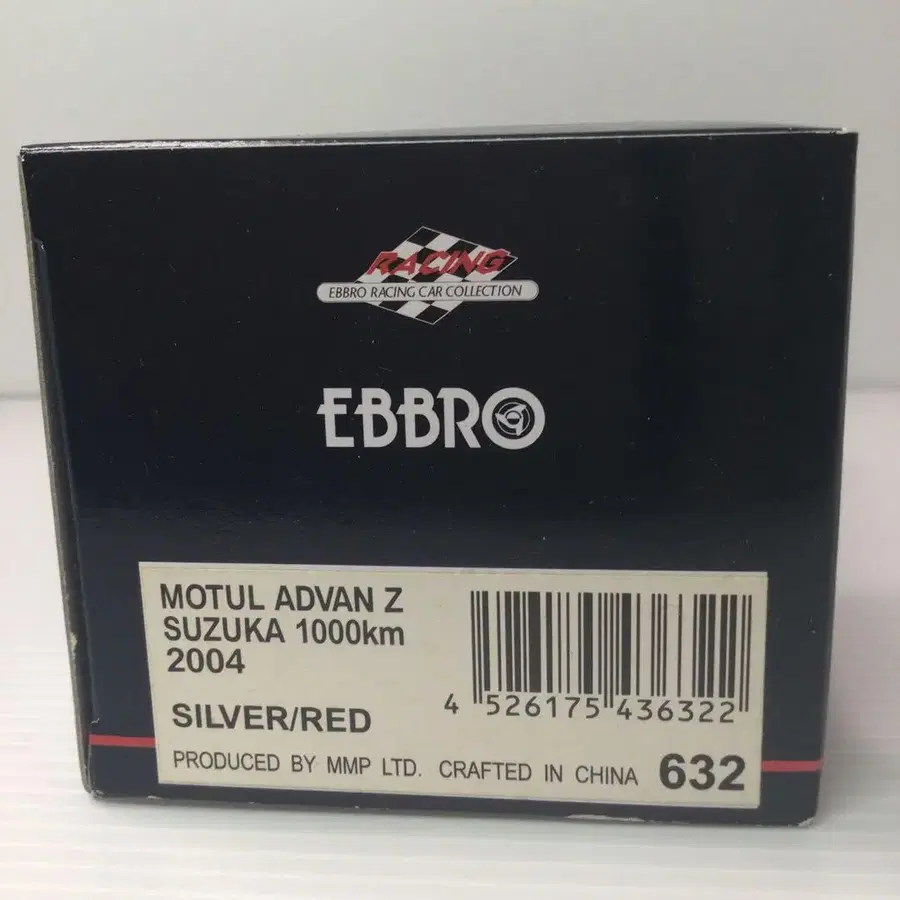 RACING
EBBRO RACING CAR COLLECTION
EBBRO
MOTUL ADVAN Z
SUZUKA 1000km
2004
SILVER/RED
4 526175 436322
PRODUCED BY MMP LTD. CRAFTED IN CHINA 632